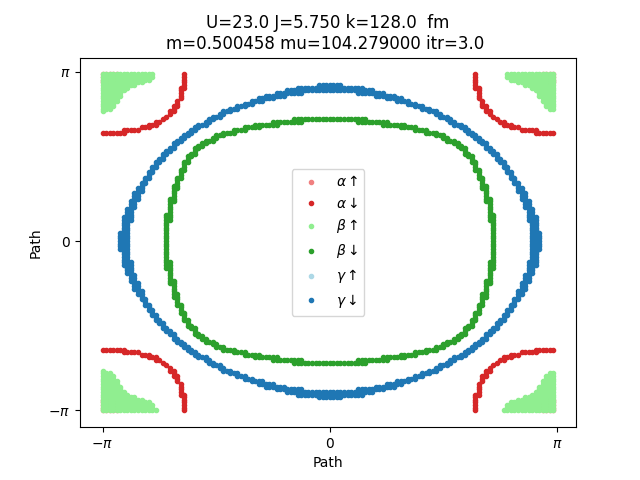 U=23.0 J=5.750 k=128.0  fm
m=0.500458 mu=104.279000 itr=3.0
π
0
−π
Path
α↑
α↓
β↑
β↓
γ↑
γ↓
−π
0
π
Path